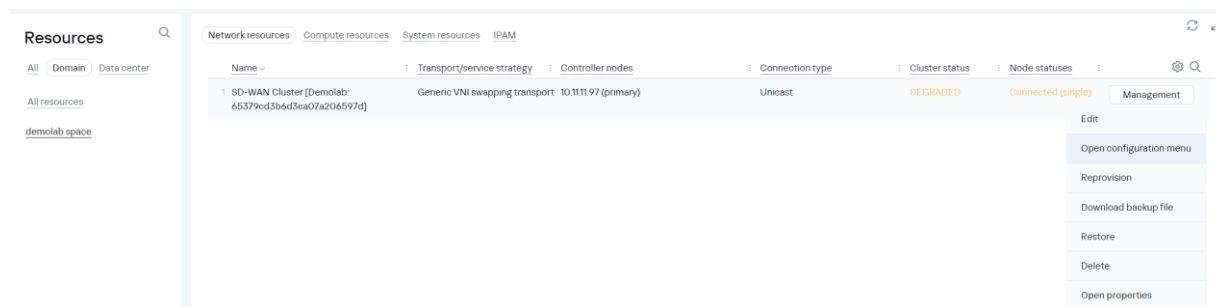 Resources
All Domain Data center
All resources
demolab.space
Network resources Compute resources System resources IPAM
Name Transport/service strategy Controller nodes Connection type Cluster status Node statuses
1 SD-WAN Cluster [Demolab: Generic VNI swapping transport 10.11.11.97 (primary) Unicast DEGRADED Connected (single) Management
65379cd3b6d3ca07a206597d]
Edit
Open configuration menu
Reprovision
Download backup file
Restore
Delete
Open properties